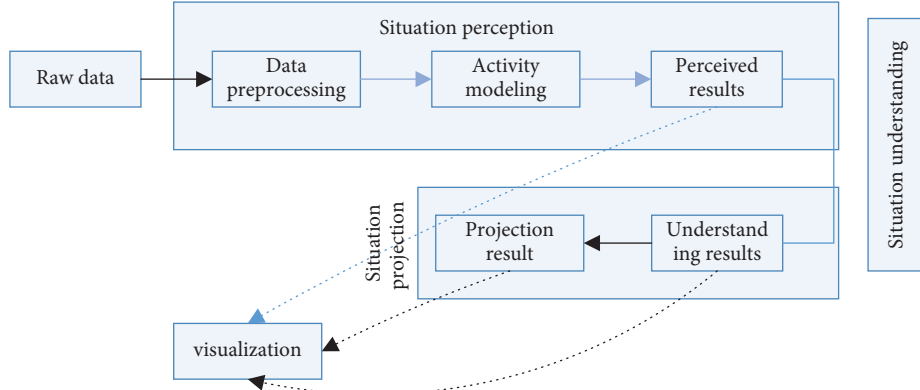 Situation perception
Raw data
Data
preprocessing
Activity
modeling
Perceived
results
Situation understanding
Situation
projection
Projection
result
Understand
ing results
visualization